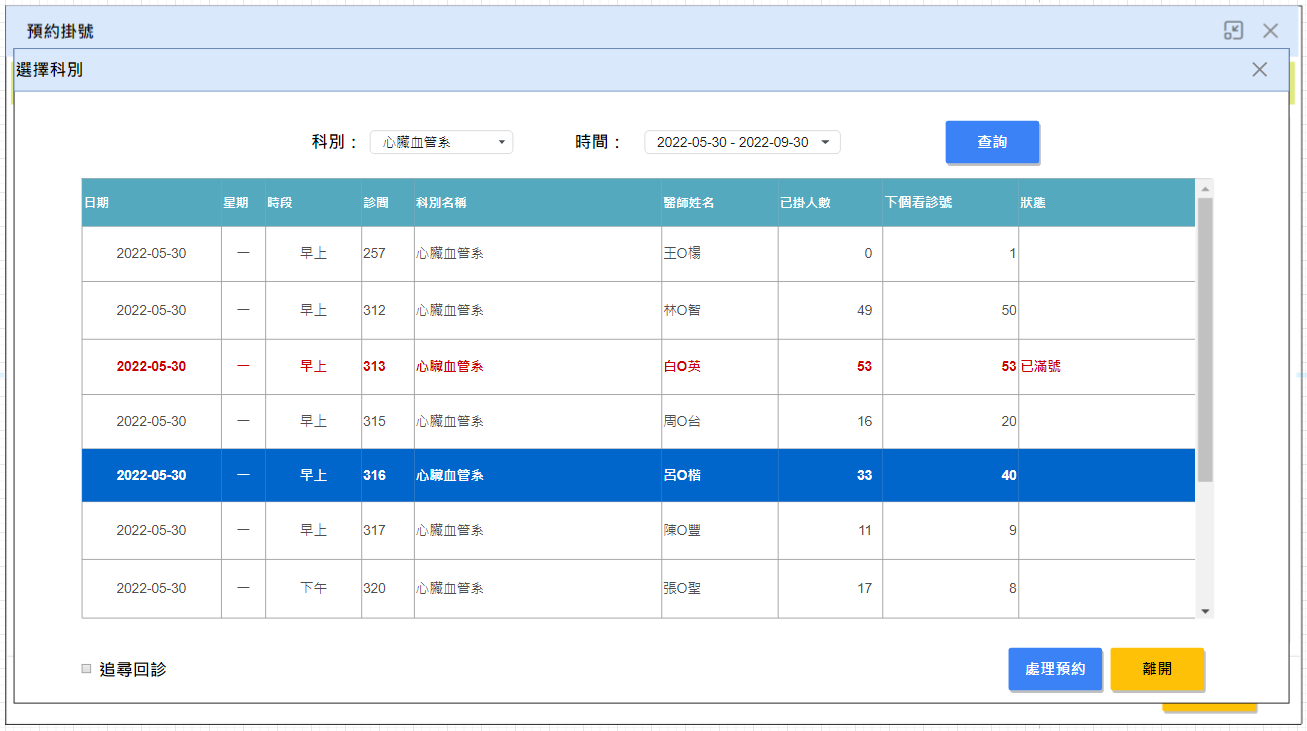 預約掛號
選擇科別
科別： 心臟血管系 時間： 2022-05-30 - 2022-09-30 查詢
日期 星期 時段 診間 科別名稱 醫師姓名 已掛人數 下個看診號 狀態
2022-05-30 一 早上 257 心臟血管系 王O楊 0 1
2022-05-30 一 早上 312 心臟血管系 林O智 49 50
2022-05-30 一 早上 313 心臟血管系 白O英 53 53 已滿號
2022-05-30 一 早上 315 心臟血管系 周O台 16 20
2022-05-30 一 早上 316 心臟血管系 呂O楷 33 40
2022-05-30 一 早上 317 心臟血管系 陳O豐 11 9
2022-05-30 一 下午 320 心臟血管系 張O聖 17 8
追尋回診 處理預約 離開